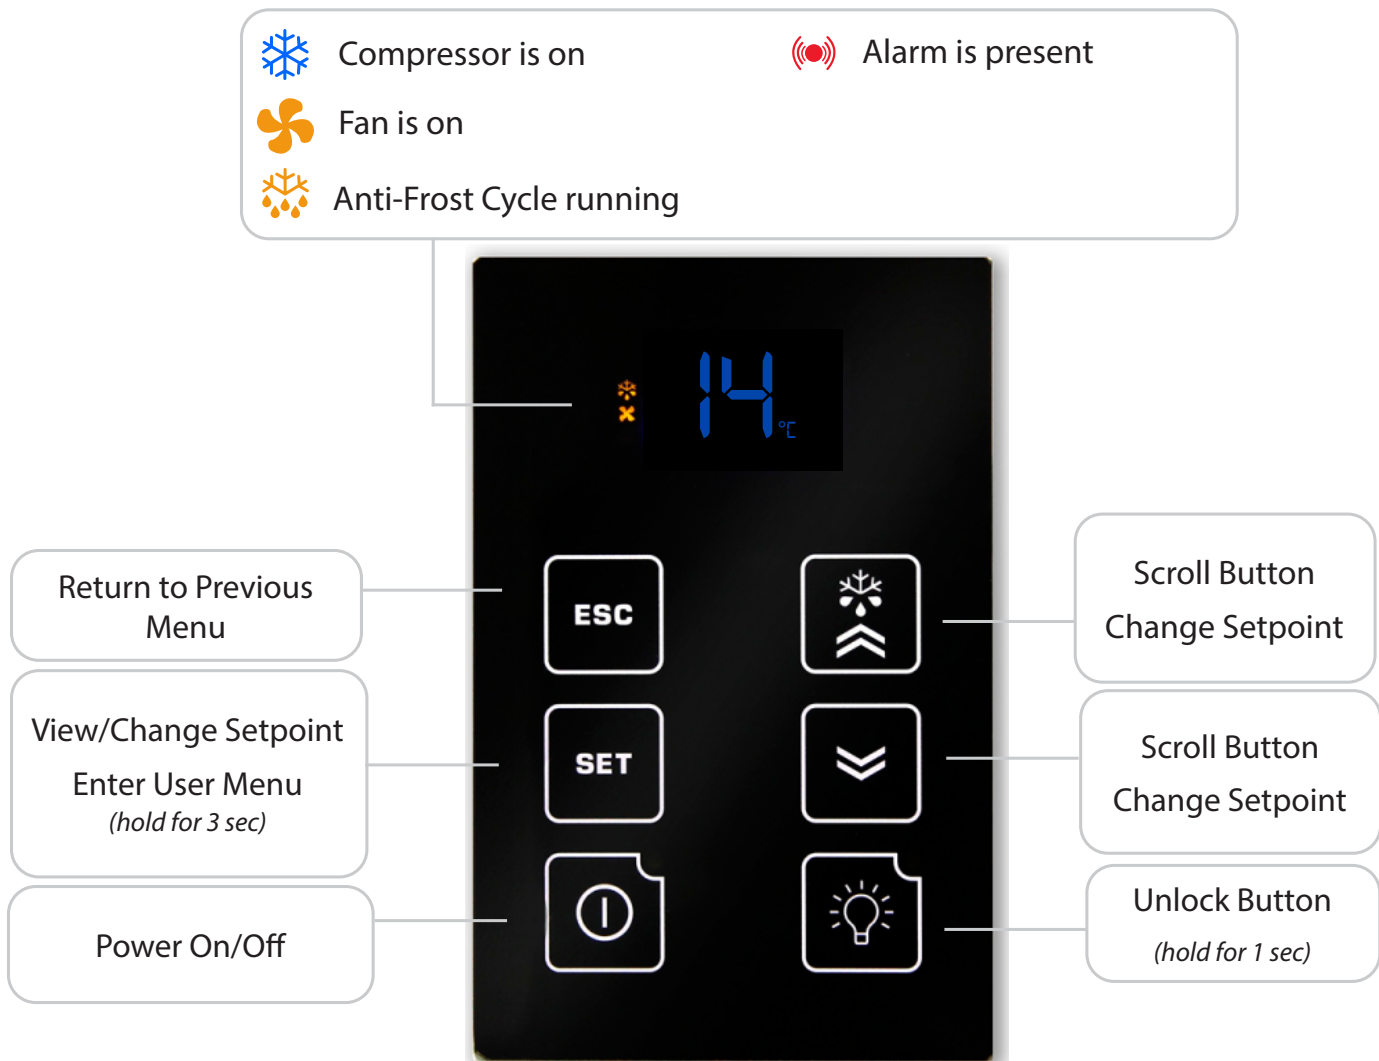 Compressor is on
Alarm is present
Fan is on
Anti-Frost Cycle running
14 °C
Return to Previous
Menu
ESC
Scroll Button
Change Setpoint
View/Change Setpoint
Enter User Menu
(hold for 3 sec)
SET
Scroll Button
Change Setpoint
Power On/Off
Unlock Button
(hold for 1 sec)